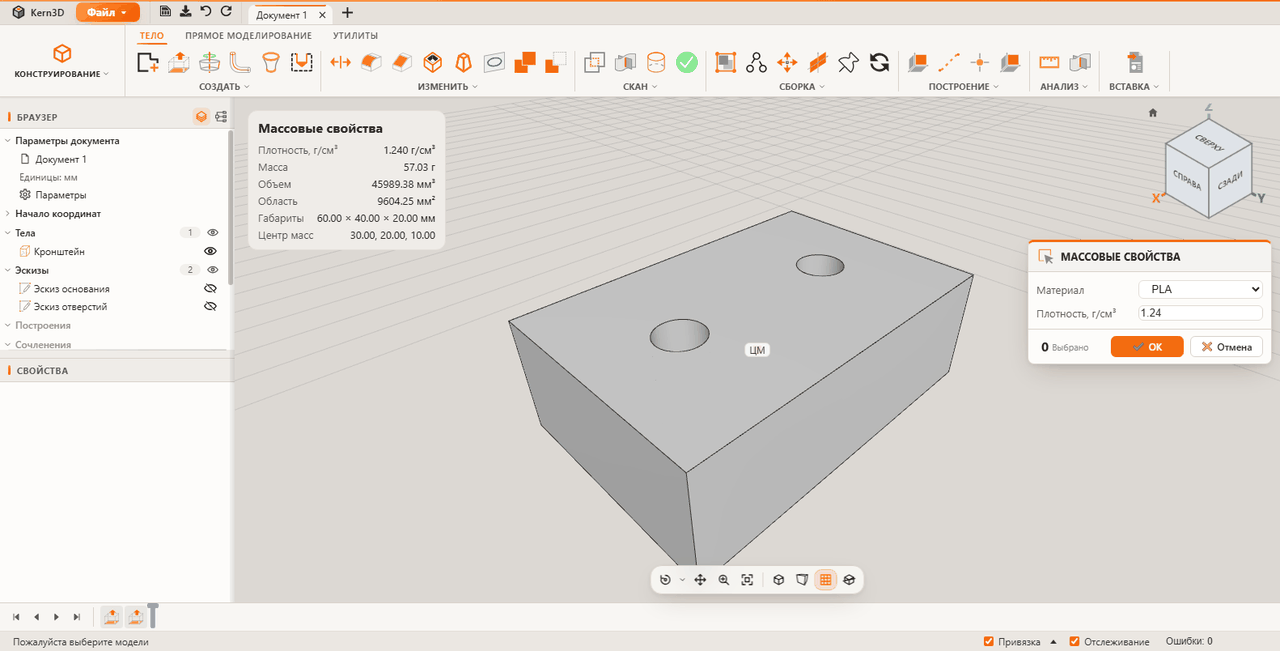 Kern3D
Файл
Документ 1
КОНСТРУИРОВАНИЕ
ТЕЛО
ПРЯМОЕ МОДЕЛИРОВАНИЕ
УТИЛИТЫ
СОЗДАТЬ
ИЗМЕНИТЬ
СКАН
СБОРКА
ПОСТРОЕНИЕ
АНАЛИЗ
ВСТАВКА
БРАУЗЕР
Параметры документа
Документ 1
Единицы: мм
Параметры
Начало координат
Тела 1
Кронштейн
Эскизы 2
Эскиз основания
Эскиз отверстий
Построения
Сочленения
СВОЙСТВА
Массовые свойства
Плотность, г/см³ 1.240 г/см³
Масса 57.03 г
Объем 45989.38 мм³
Область 9604.25 мм²
Габариты 60.00 × 40.00 × 20.00 мм
Центр масс 30.00, 20.00, 10.00
ЦМ
Z
СВЕРХУ
СПРАВА
СЗАДИ
X
Y
МАССОВЫЕ СВОЙСТВА
Материал PLA
Плотность, г/см³ 1.24
0 Выбрано
ОК
Отмена
Пожалуйста выберите модели
Привязка
Отслеживание
Ошибки: 0